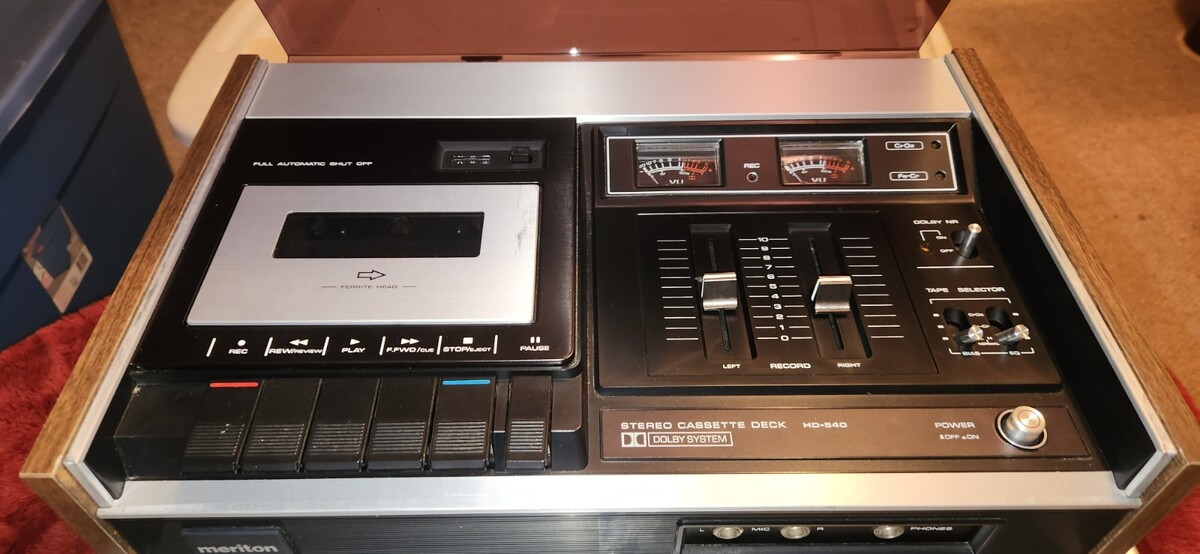 FULL AUTOMATIC SHUT OFF
FERRITE HEAD
REC
REW/REVIEW
PLAY
F.FWD/CUE
STOP/EJECT
PAUSE
VU
REC
VU
CrO2
Fe-Cr
DOLBY NR
ON
OFF
TAPE SELECTOR
CrO2
BIAS
EQ
10
9
8
7
6
5
4
3
2
1
0
LEFT
RECORD
RIGHT
STEREO CASSETTE DECK HD-540
DOLBY SYSTEM
POWER
OFF ON
meriton
L MIC R
PHONES